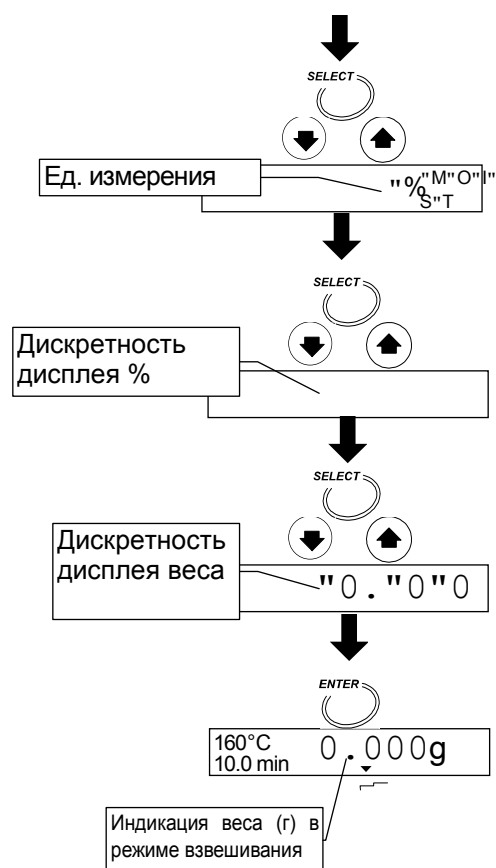 SELECT
Ед. измерения
"%"M"O"I"
S"T
SELECT
Дискретность
дисплея %
SELECT
Дискретность
дисплея веса
"0."0"0
ENTER
160°C
0.000g
10.0 min
Индикация веса (г) в
режиме взвешивания